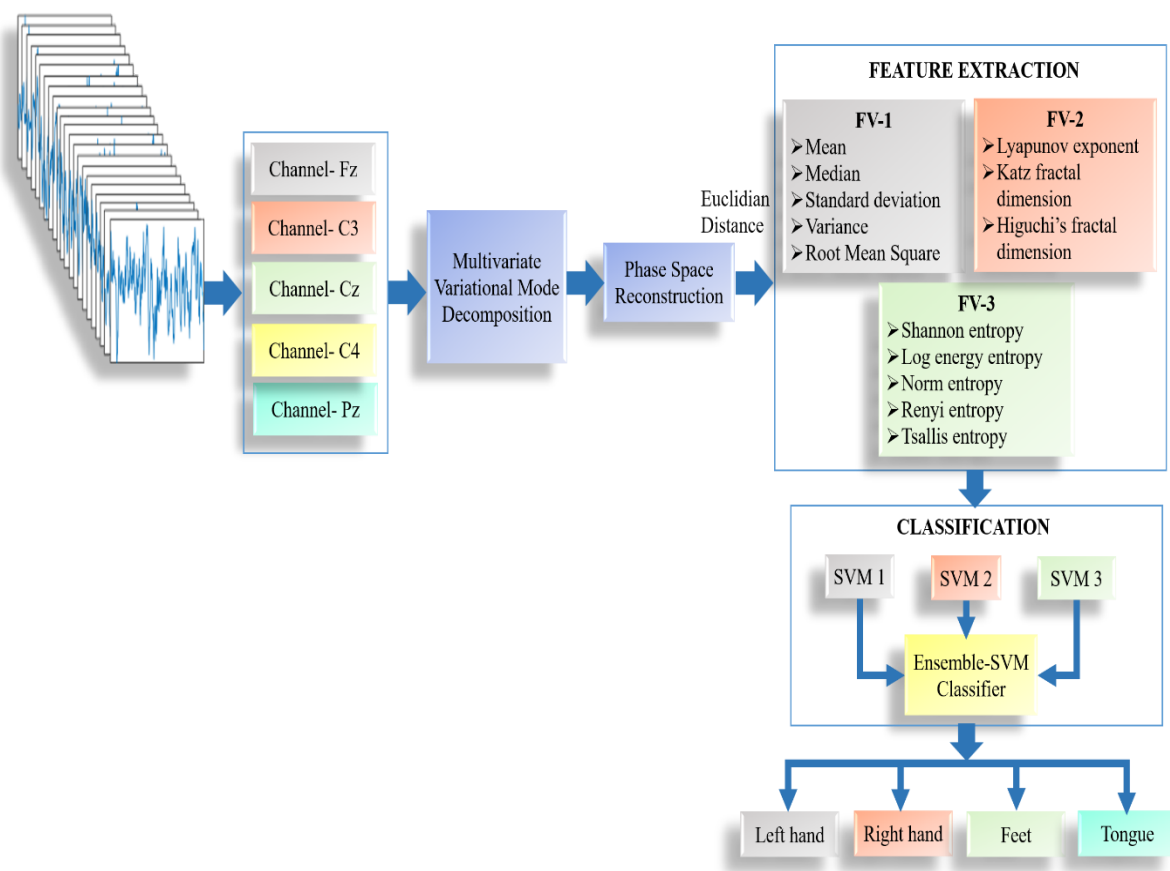 Channel- Fz
Channel- C3
Channel- Cz
Channel- C4
Channel- Pz
Multivariate
Variational Mode
Decomposition
Phase Space
Reconstruction
Euclidian
Distance
FEATURE EXTRACTION
FV-1
➢Mean
➢Median
➢Standard deviation
➢Variance
➢Root Mean Square
FV-2
➢Lyapunov exponent
➢Katz fractal
dimension
➢Higuchi’s fractal
dimension
FV-3
➢Shannon entropy
➢Log energy entropy
➢Norm entropy
➢Renyi entropy
➢Tsallis entropy
CLASSIFICATION
SVM 1
SVM 2
SVM 3
Ensemble-SVM
Classifier
Left hand
Right hand
Feet
Tongue